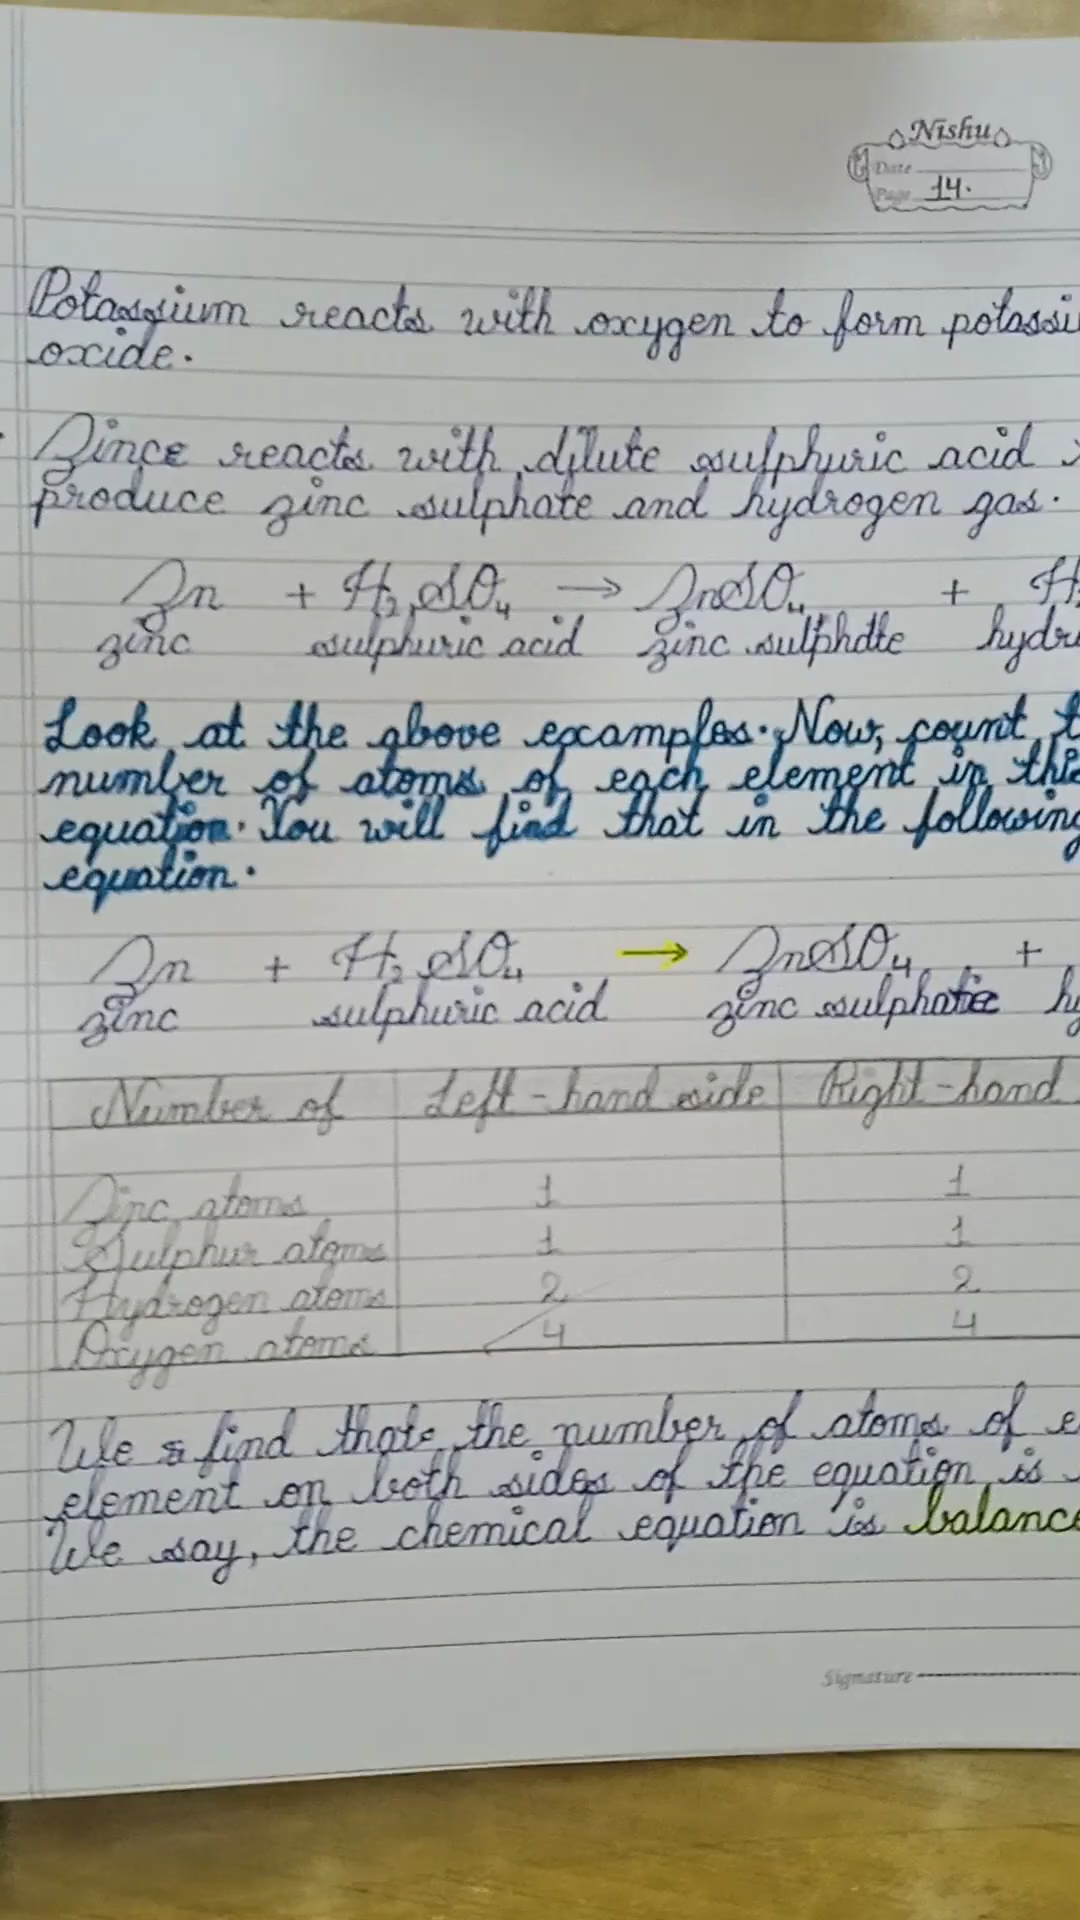 Nishu
Date
Page 14.
Potassium reacts with oxygen to form potassi
oxide.
Zince reacts with dilute sulphuric acid
produce zinc sulphate and hydrogen gas.
Zn + H₂SO₄ → ZnSO₄ + H
zinc sulphuric acid zinc sulphate hydr
Look at the above examples. Now, count t
number of atoms of each element in this
equation. You will find that in the following
equation.
Zn + H₂SO₄ → ZnSO₄ +
zinc sulphuric acid zinc sulphate h
Number of Left-hand side Right-hand
Zinc atoms 1 1
Sulphur atoms 1 1
Hydrogen atoms 2 2
Oxygen atoms 4 4
We find that the number of atoms of e
element on both sides of the equation is
We say, the chemical equation is balance
Signature